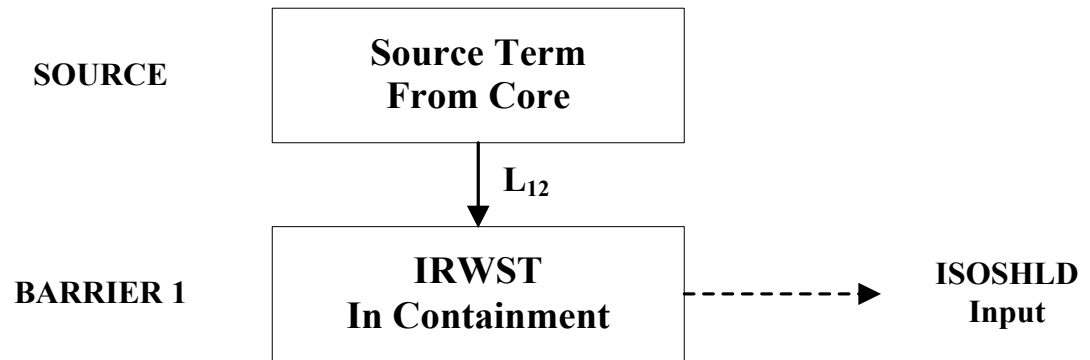 SOURCE
Source Term
From Core
L₁₂
BARRIER 1
IRWST
In Containment
ISOSHLD
Input